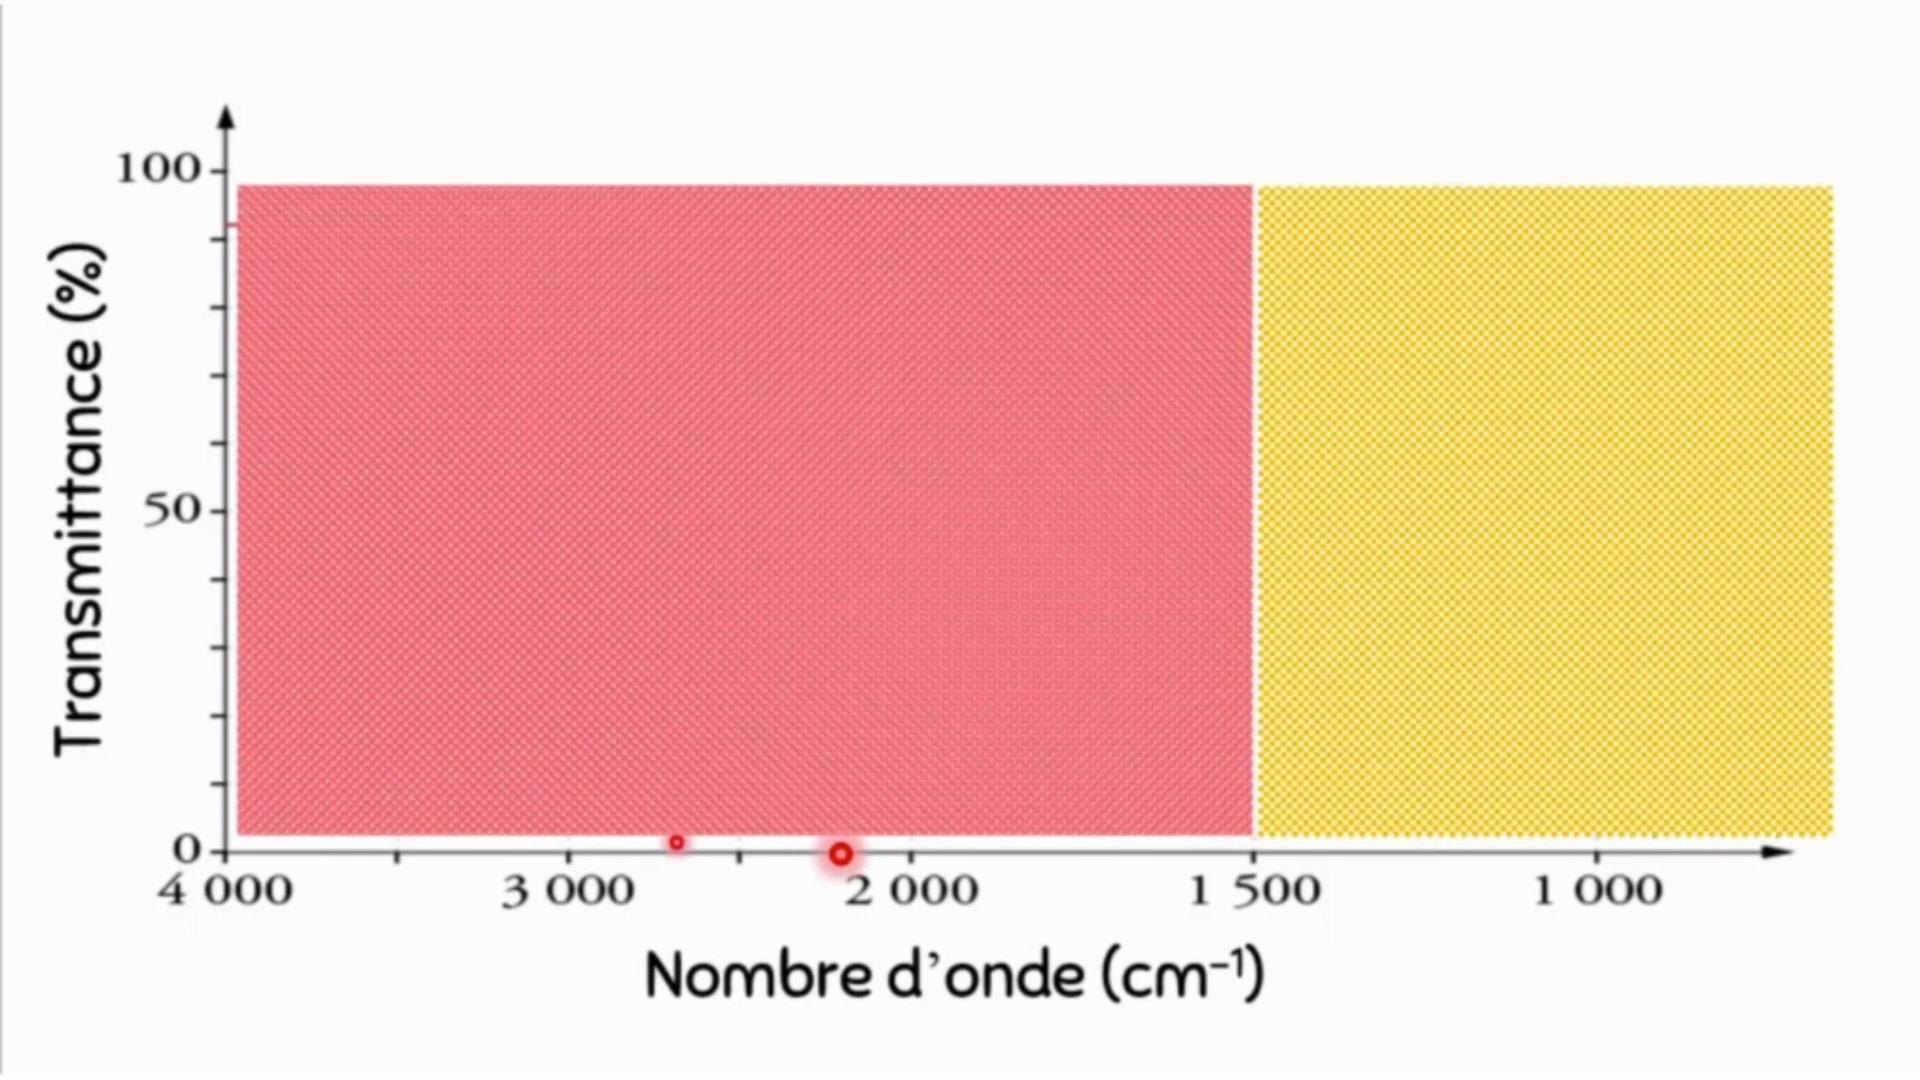 100
Transmittance (%)
50
0
4 000 3 000 2 000 1 500 1 000
Nombre d'onde (cm⁻¹)